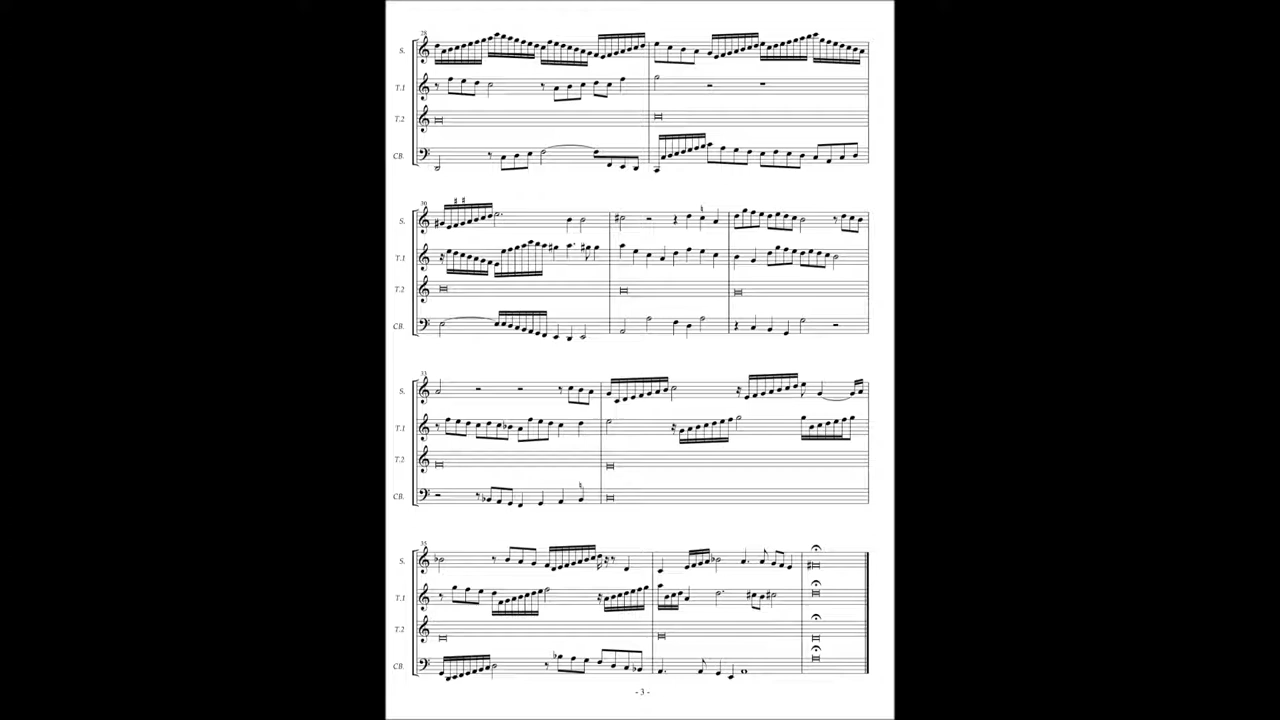 28
S.
T.1
T.2
CB.
30
S.
T.1
T.2
CB.
33
S.
T.1
T.2
CB.
35
S.
T.1
T.2
CB.
- 3 -